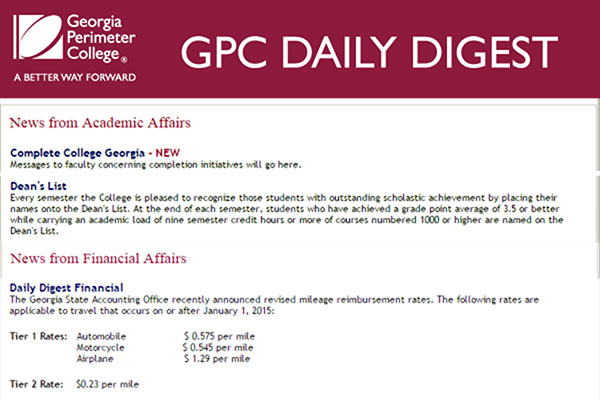 Georgia
Perimeter
College®
A BETTER WAY FORWARD
GPC DAILY DIGEST
News from Academic Affairs
Complete College Georgia - NEW
Messages to faculty concerning completion initiatives will go here.
Dean's List
Every semester the College is pleased to recognize those students with outstanding scholastic achievement by placing their
names onto the Dean's List. At the end of each semester, students who have achieved a grade point average of 3.5 or better
while carrying an academic load of nine semester credit hours or more of courses numbered 1000 or higher are named on the
Dean's List.
News from Financial Affairs
Daily Digest Financial
The Georgia State Accounting Office recently announced revised mileage reimbursement rates. The following rates are
applicable to travel that occurs on or after January 1, 2015:
Tier 1 Rates: Automobile $ 0.575 per mile
Motorcycle $ 0.545 per mile
Airplane $ 1.29 per mile
Tier 2 Rate: $0.23 per mile